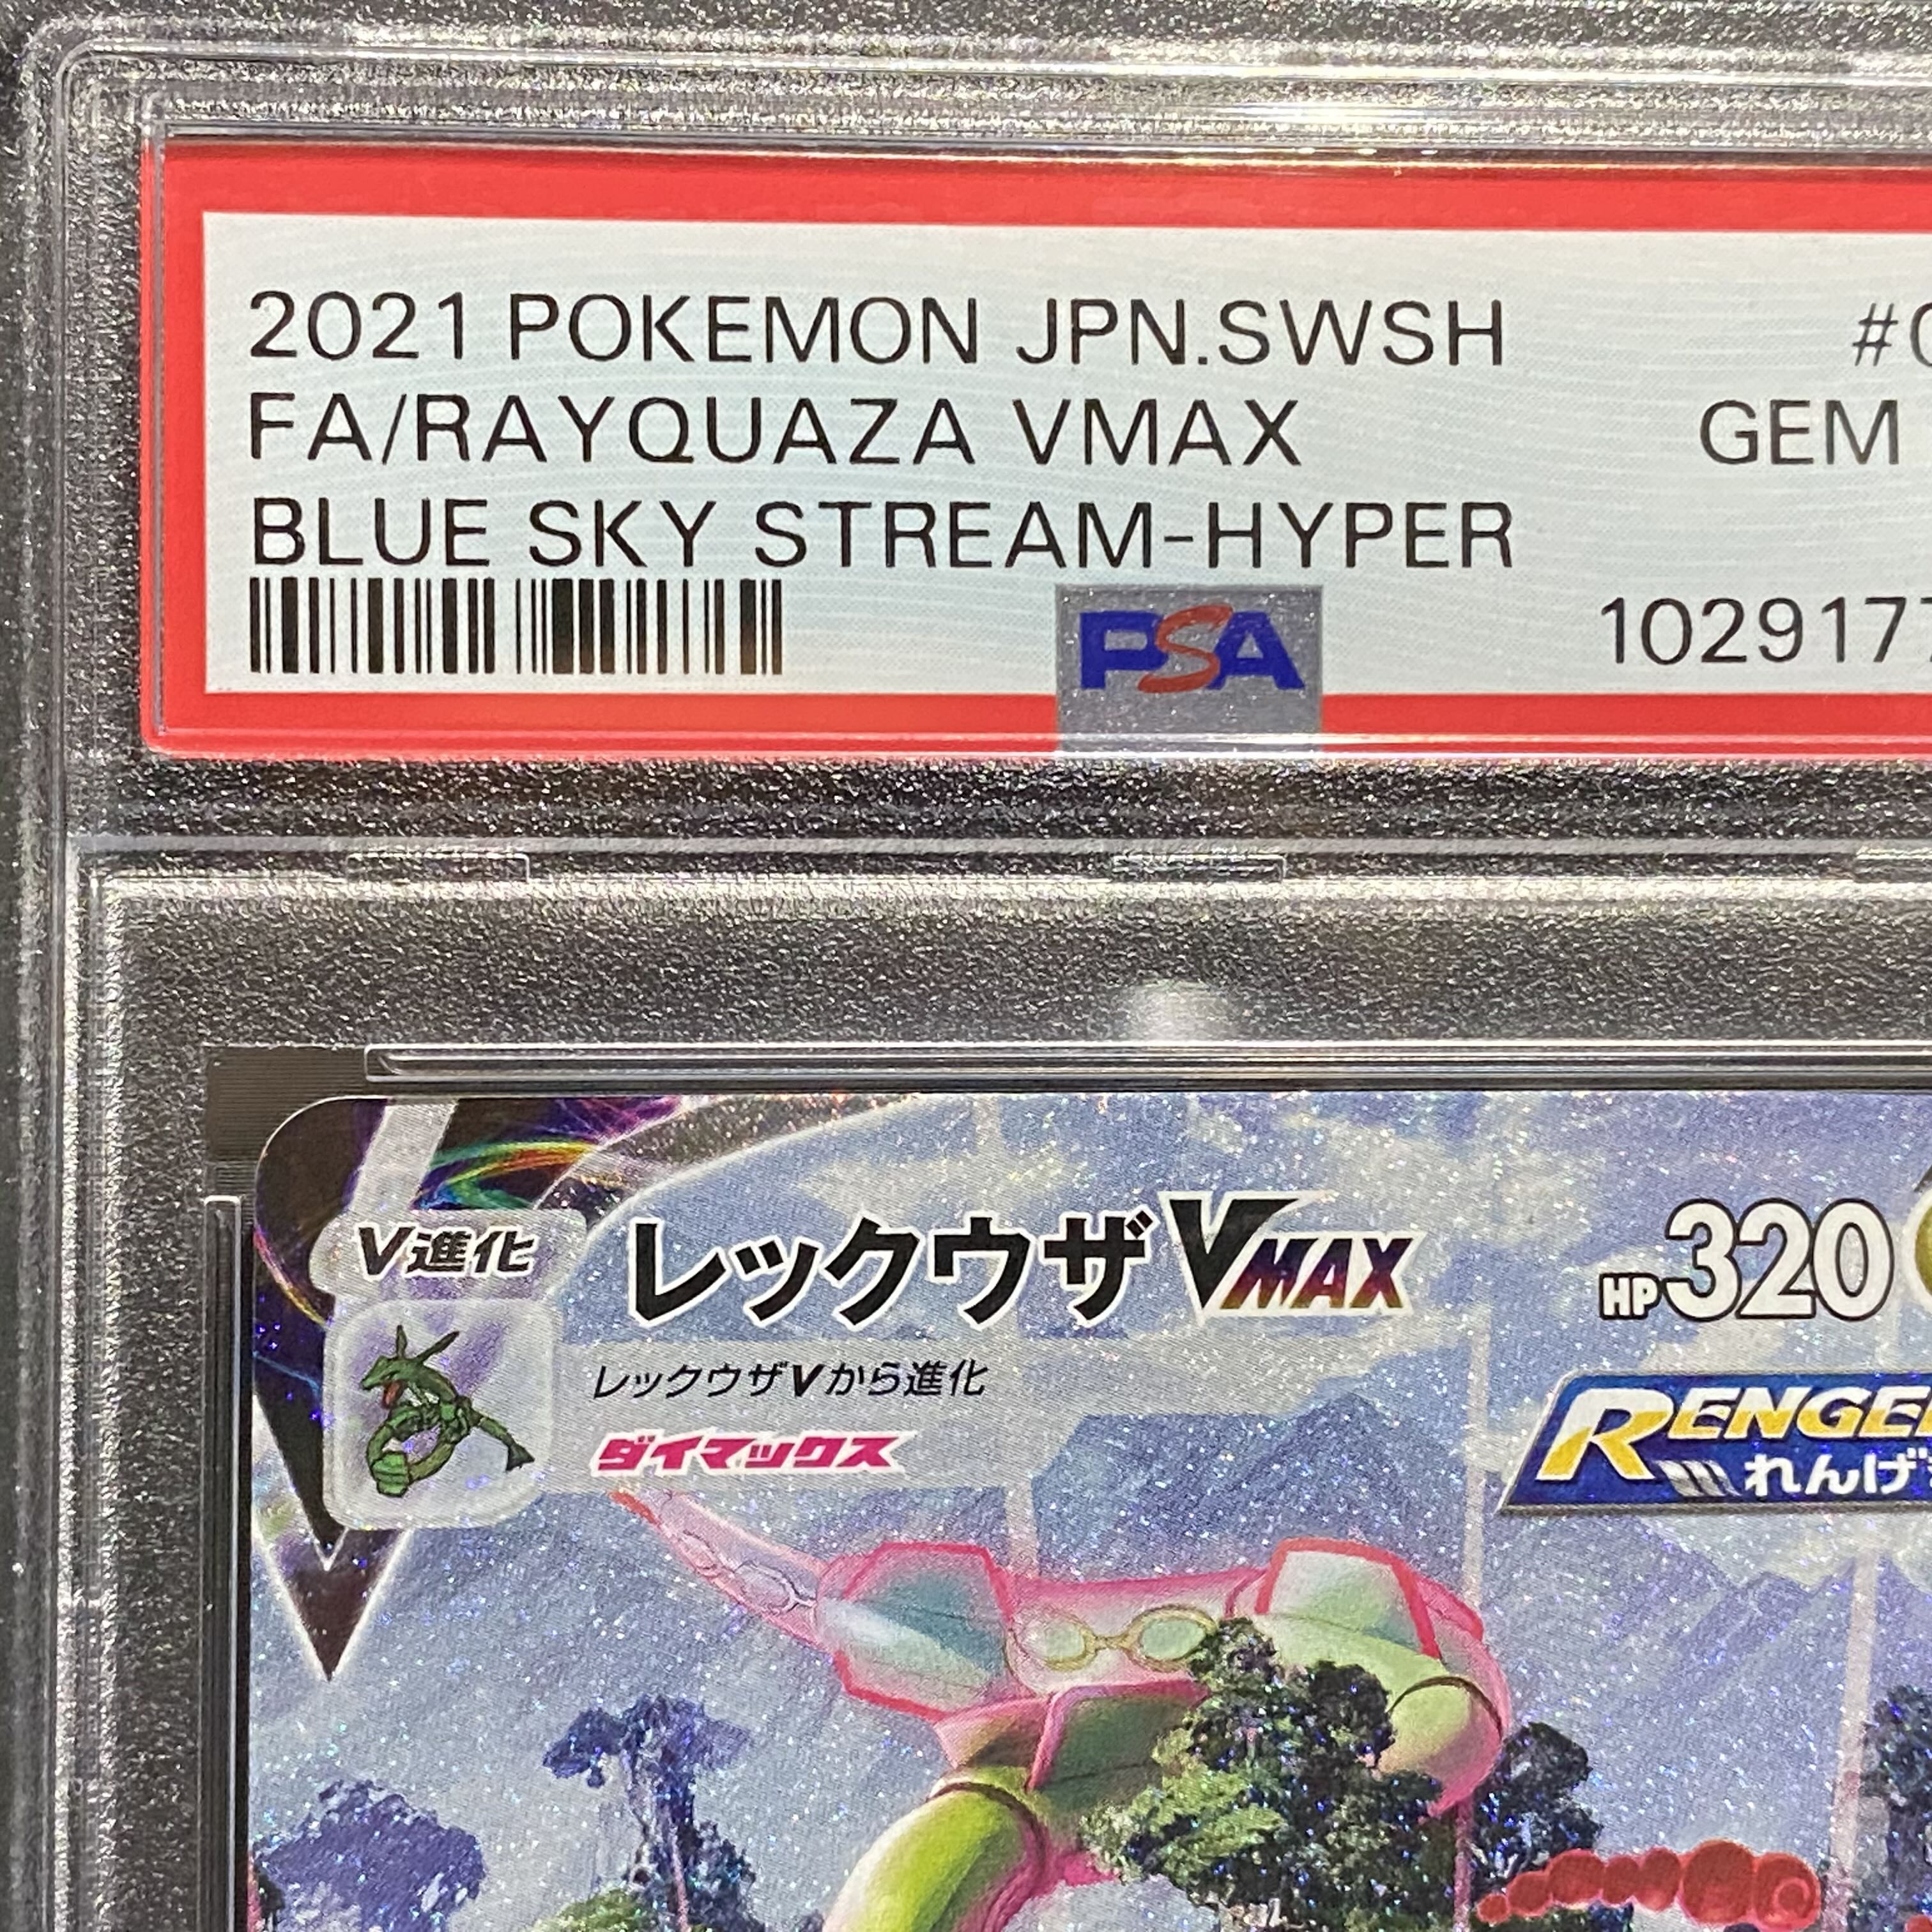 2021 POKEMON JPN.SWSH
FA/RAYQUAZA VMAX
GEM
BLUE SKY STREAM-HYPER
PSA
V進化
レックウザVMAX
HP320
レックウザVから進化
ダイマックス